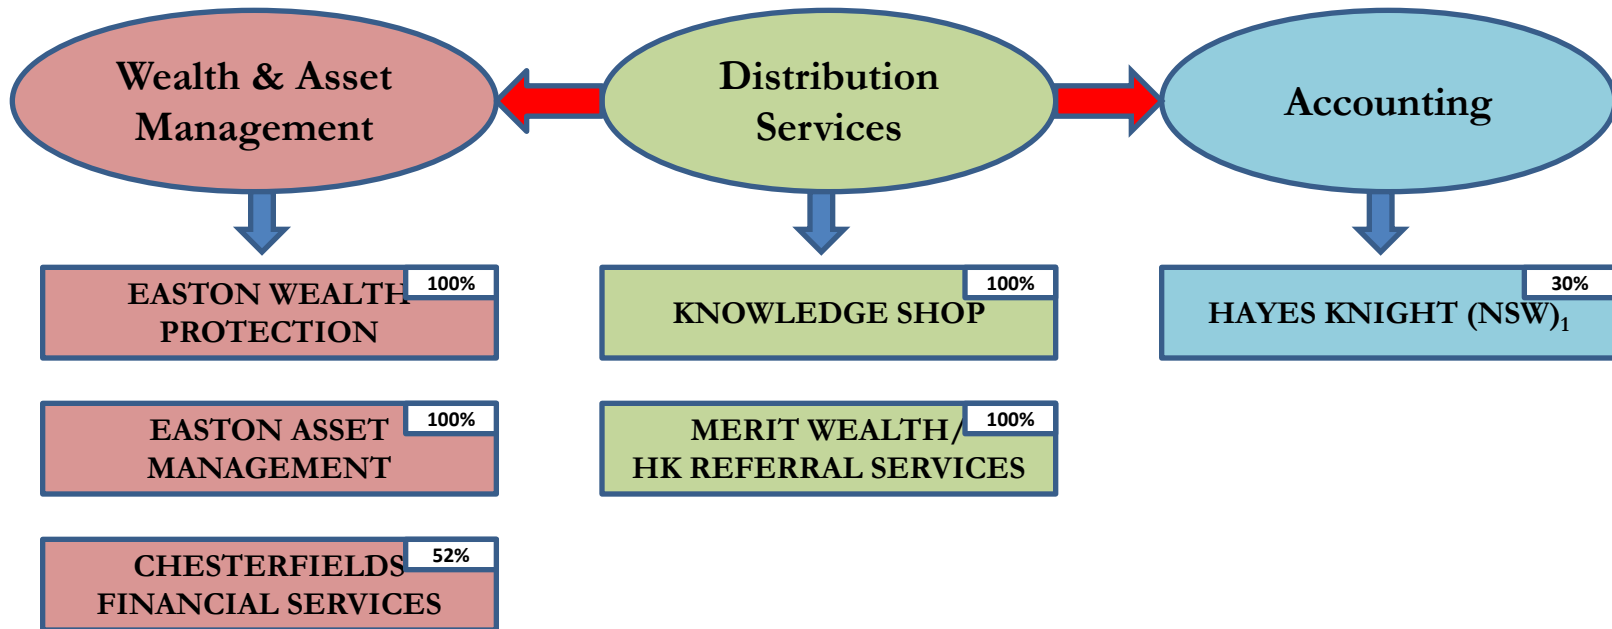 Wealth & Asset
Management
Distribution
Services
Accounting
100%
EASTON WEALTH
PROTECTION
100%
KNOWLEDGE SHOP
30%
HAYES KNIGHT (NSW)₁
100%
EASTON ASSET
MANAGEMENT
100%
MERIT WEALTH/
HK REFERRAL SERVICES
52%
CHESTERFIELDS
FINANCIAL SERVICES